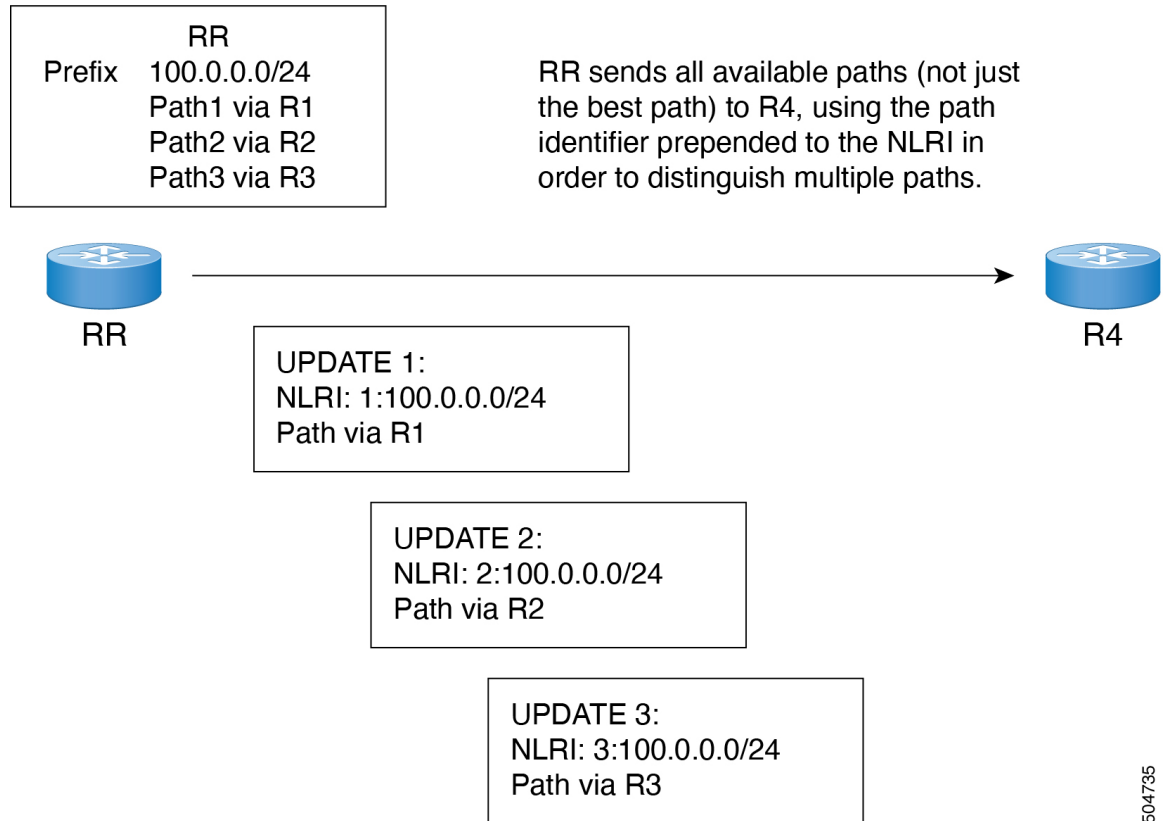 RR
Prefix 100.0.0.0/24
Path1 via R1
Path2 via R2
Path3 via R3
RR sends all available paths (not just
the best path) to R4, using the path
identifier prepended to the NLRI in
order to distinguish multiple paths.
RR
R4
UPDATE 1:
NLRI: 1:100.0.0.0/24
Path via R1
UPDATE 2:
NLRI: 2:100.0.0.0/24
Path via R2
UPDATE 3:
NLRI: 3:100.0.0.0/24
Path via R3
504735